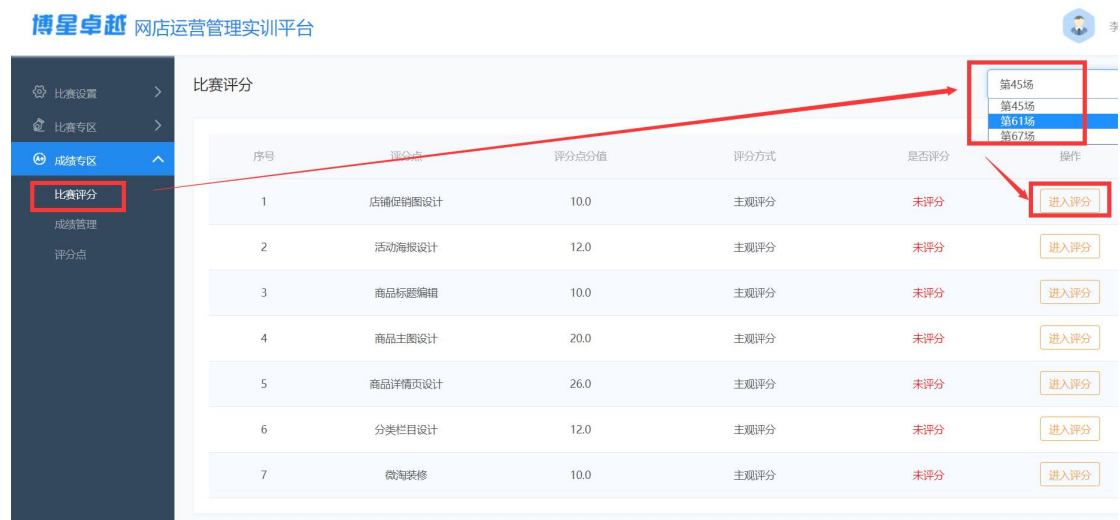 博星卓越 网店运营管理实训平台
李
比赛设置
比赛专区
成绩专区
比赛评分
成绩管理
评分点
比赛评分
第45场
第45场
第61场
第67场
序号 评分点 评分点分值 评分方式 是否评分 操作
1 店铺促销图设计 10.0 主观评分 未评分 进入评分
2 活动海报设计 12.0 主观评分 未评分 进入评分
3 商品标题编辑 10.0 主观评分 未评分 进入评分
4 商品主图设计 20.0 主观评分 未评分 进入评分
5 商品详情页设计 26.0 主观评分 未评分 进入评分
6 分类栏目设计 12.0 主观评分 未评分 进入评分
7 微淘装修 10.0 主观评分 未评分 进入评分